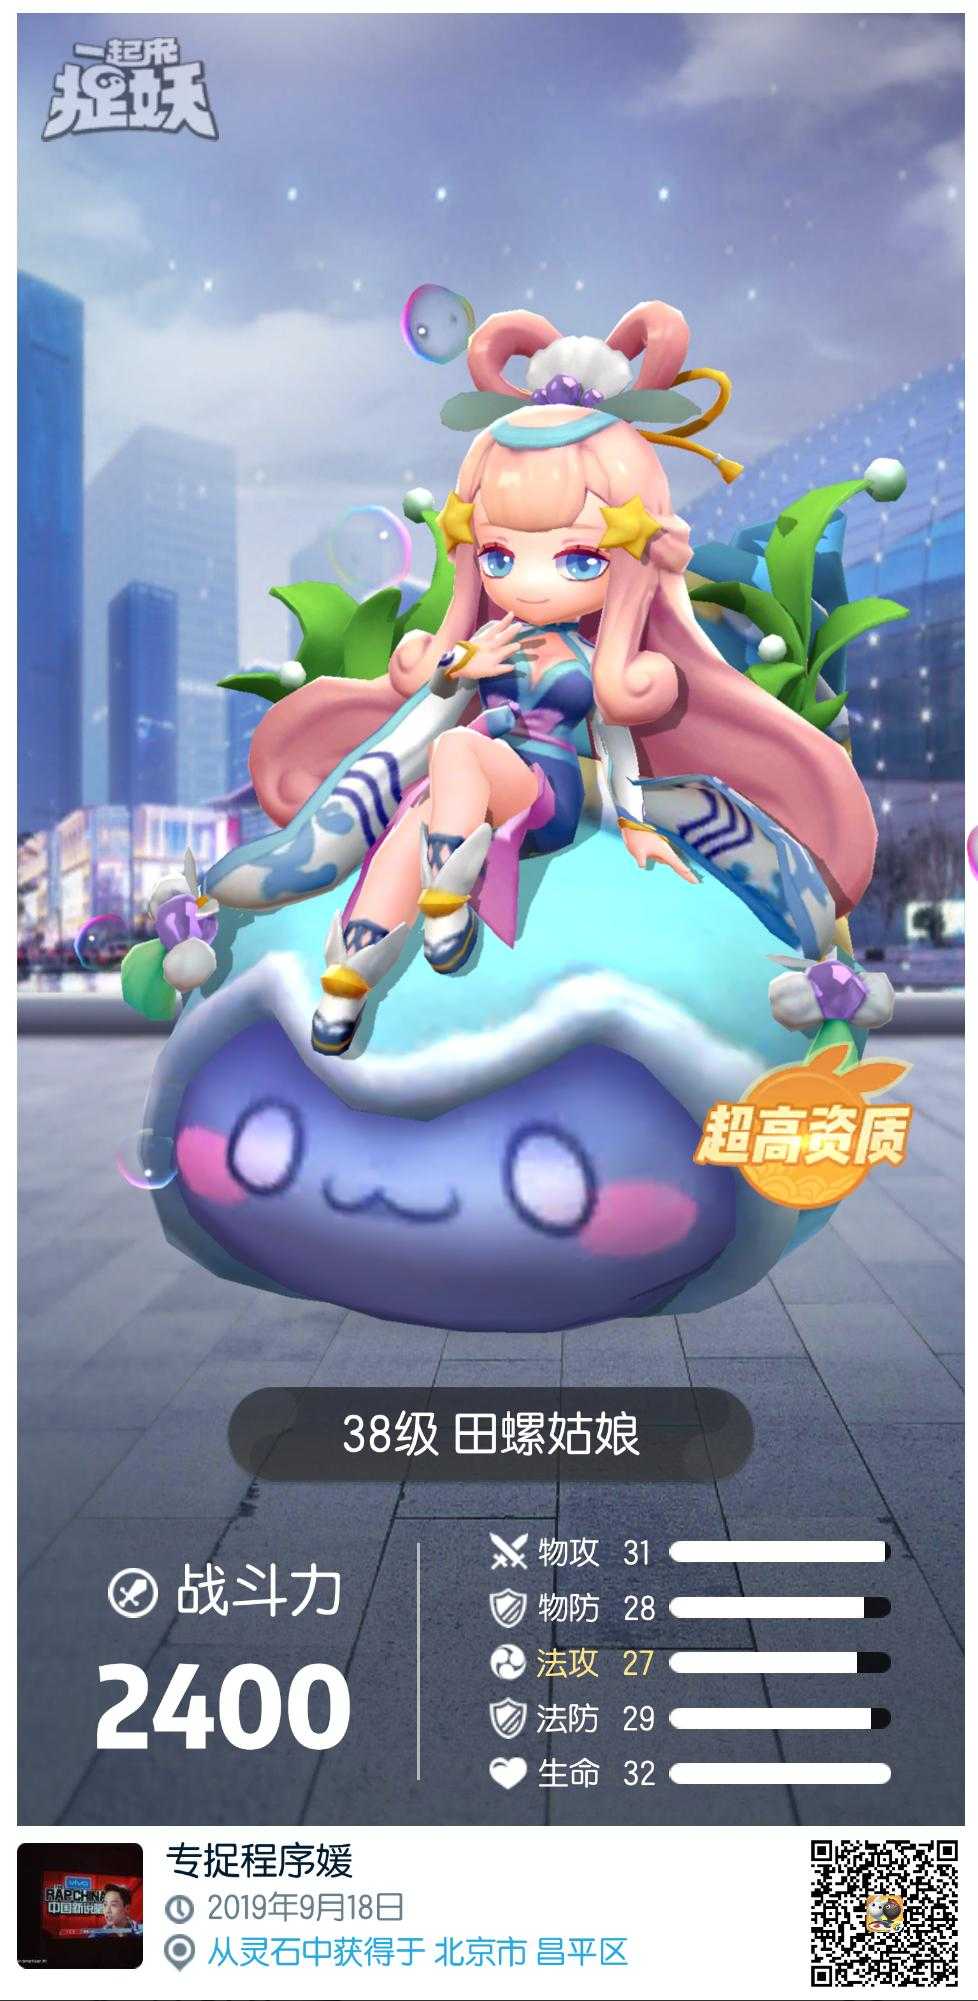 一起来
捉妖
超高资质
38级 田螺姑娘
战斗力
2400
物攻 31
物防 28
法攻 27
法防 29
生命 32
专捉程序媛
2019年9月18日
从灵石中获得于 北京市 昌平区
vivo
RAPCHINA
中国新说唱